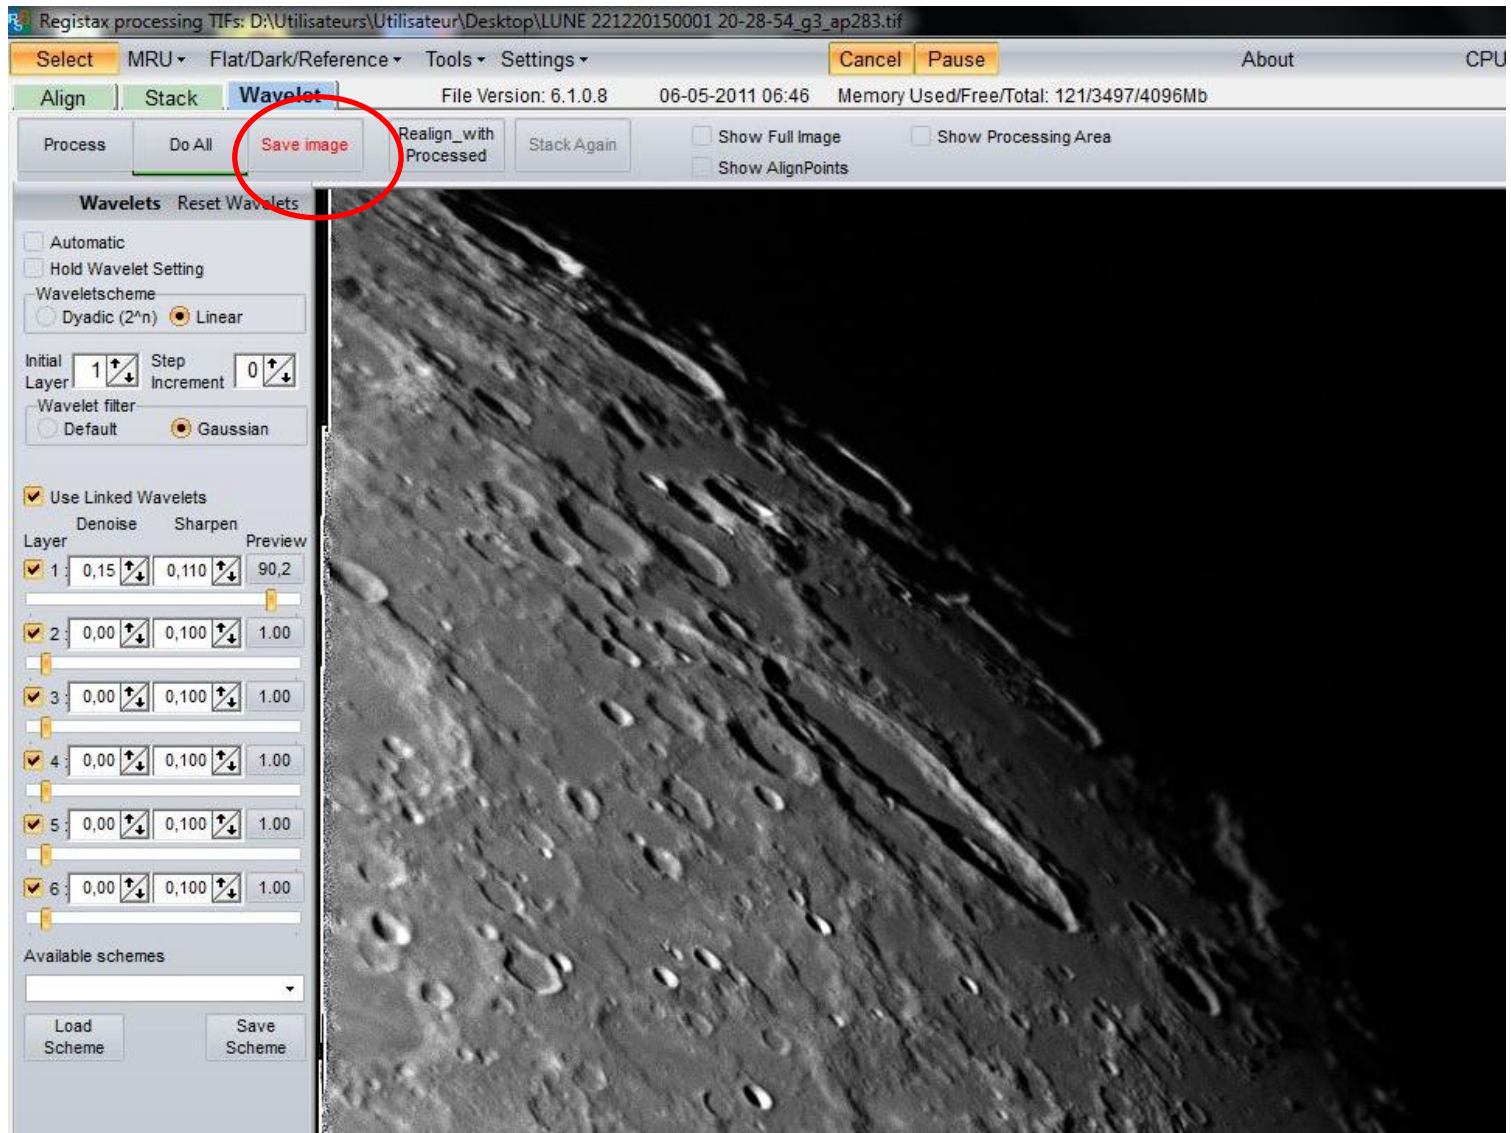 Registax processing TIFs: D:\Utilisateurs\Utilisateur\Desktop\LUNE 221220150001 20-28-54_g3_ap283.tif
Select MRU Flat/Dark/Reference Tools Settings Cancel Pause About CPU
Align Stack Wavelet File Version: 6.1.0.8 06-05-2011 06:46 Memory Used/Free/Total: 121/3497/4096Mb
Process Do All Save image Realign_with Processed Stack Again Show Full Image Show Processing Area
Show AlignPoints
Wavelets Reset Wavelets
Automatic
Hold Wavelet Setting
Waveletscheme
Dyadic (2^n) Linear
Initial Layer 1 Step Increment 0
Wavelet filter
Default Gaussian
Use Linked Wavelets
Denoise Sharpen
Layer Preview
1 : 0,15 0,110 90,2
2 : 0,00 0,100 1.00
3 : 0,00 0,100 1.00
4 : 0,00 0,100 1.00
5 : 0,00 0,100 1.00
6 : 0,00 0,100 1.00
Available schemes
Load Scheme Save Scheme